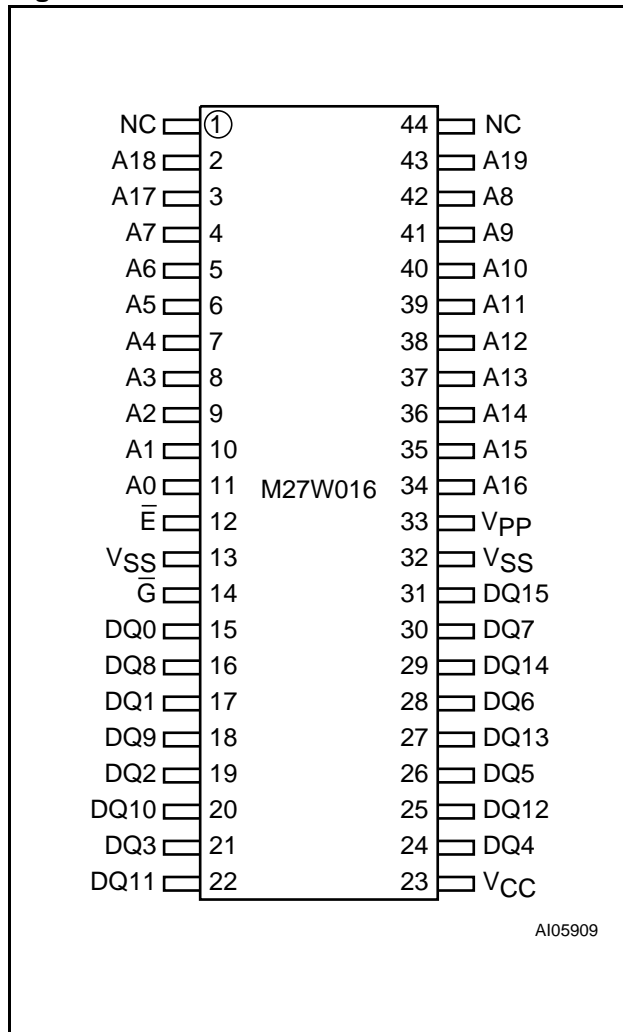 NC 1 44 NC
A18 2 43 A19
A17 3 42 A8
A7 4 41 A9
A6 5 40 A10
A5 6 39 A11
A4 7 38 A12
A3 8 37 A13
A2 9 36 A14
A1 10 35 A15
A0 11 M27W016 34 A16
E̅ 12 33 VPP
VSS 13 32 VSS
G̅ 14 31 DQ15
DQ0 15 30 DQ7
DQ8 16 29 DQ14
DQ1 17 28 DQ6
DQ9 18 27 DQ13
DQ2 19 26 DQ5
DQ10 20 25 DQ12
DQ3 21 24 DQ4
DQ11 22 23 VCC
AI05909